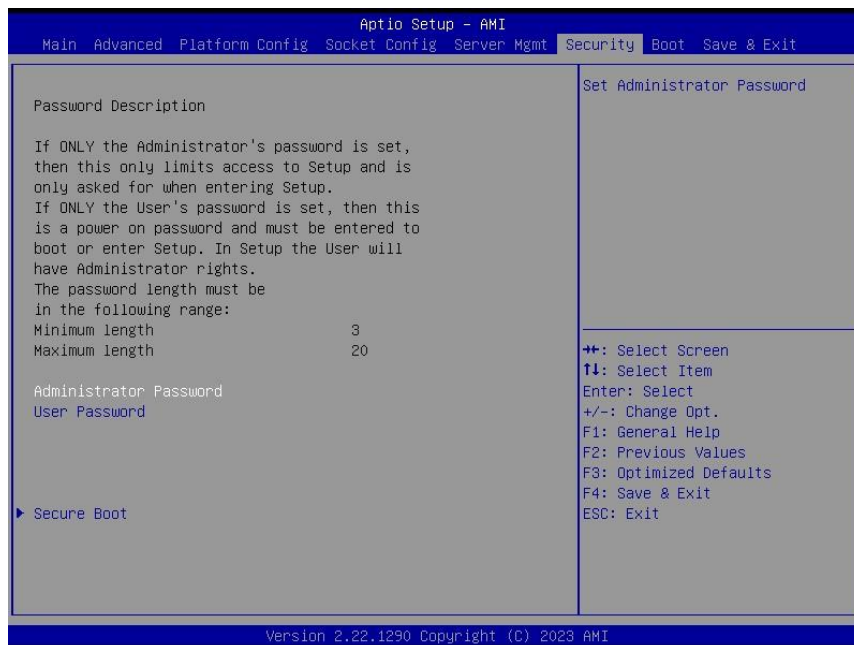 Aptio Setup - AMI
Main Advanced Platform Config Socket Config Server Mgmt Security Boot Save & Exit
Password Description
If ONLY the Administrator's password is set,
then this only limits access to Setup and is
only asked for when entering Setup.
If ONLY the User's password is set, then this
is a power on password and must be entered to
boot or enter Setup. In Setup the User will
have Administrator rights.
The password length must be
in the following range:
Minimum length 3
Maximum length 20
Administrator Password
User Password
Secure Boot
Set Administrator Password
→←: Select Screen
↑↓: Select Item
Enter: Select
+/-: Change Opt.
F1: General Help
F2: Previous Values
F3: Optimized Defaults
F4: Save & Exit
ESC: Exit
Version 2.22.1290 Copyright (C) 2023 AMI